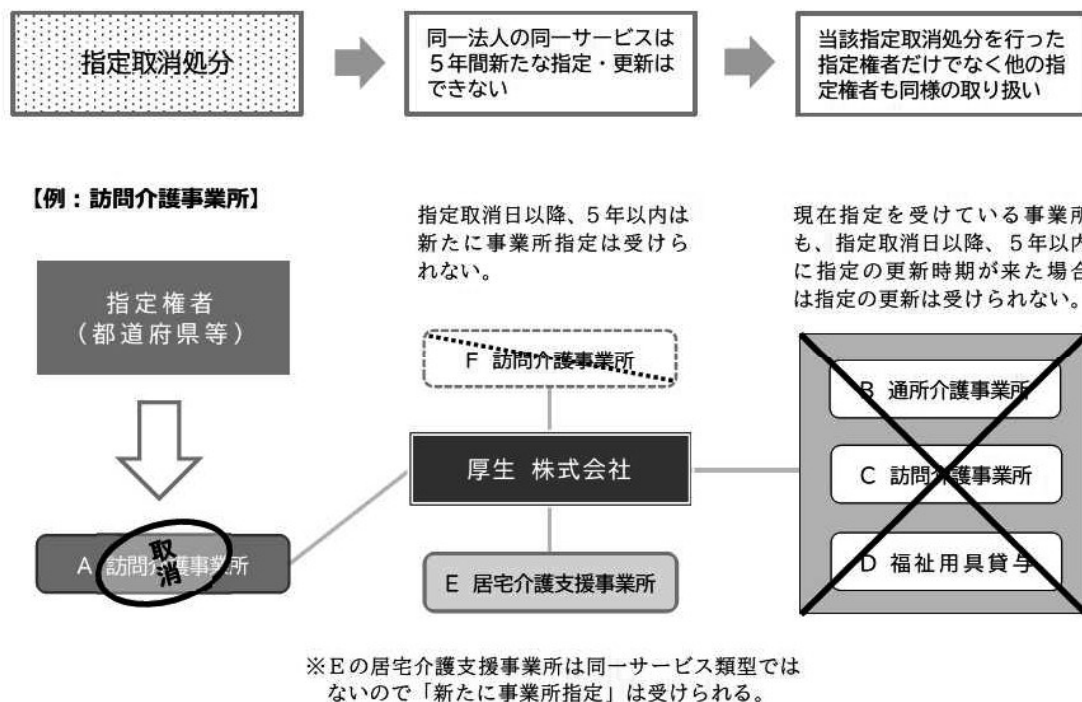 指定取消処分
同一法人の同一サービスは
５年間新たな指定・更新は
できない
当該指定取消処分を行った
指定権者だけでなく他の指
定権者も同様の取り扱い
【例：訪問介護事業所】
指定権者
（都道府県等）
A 訪問介護事業所
取消
指定取消日以降、５年以内は
新たに事業所指定は受けら
れない。
F 訪問介護事業所
厚生 株式会社
E 居宅介護支援事業所
現在指定を受けている事業所
も、指定取消日以降、５年以内
に指定の更新時期が来た場合
は指定の更新は受けられない。
B 通所介護事業所
C 訪問介護事業所
D 福祉用具貸与
※Ｅの居宅介護支援事業所は同一サービス類型では
ないので「新たに事業所指定」は受けられる。